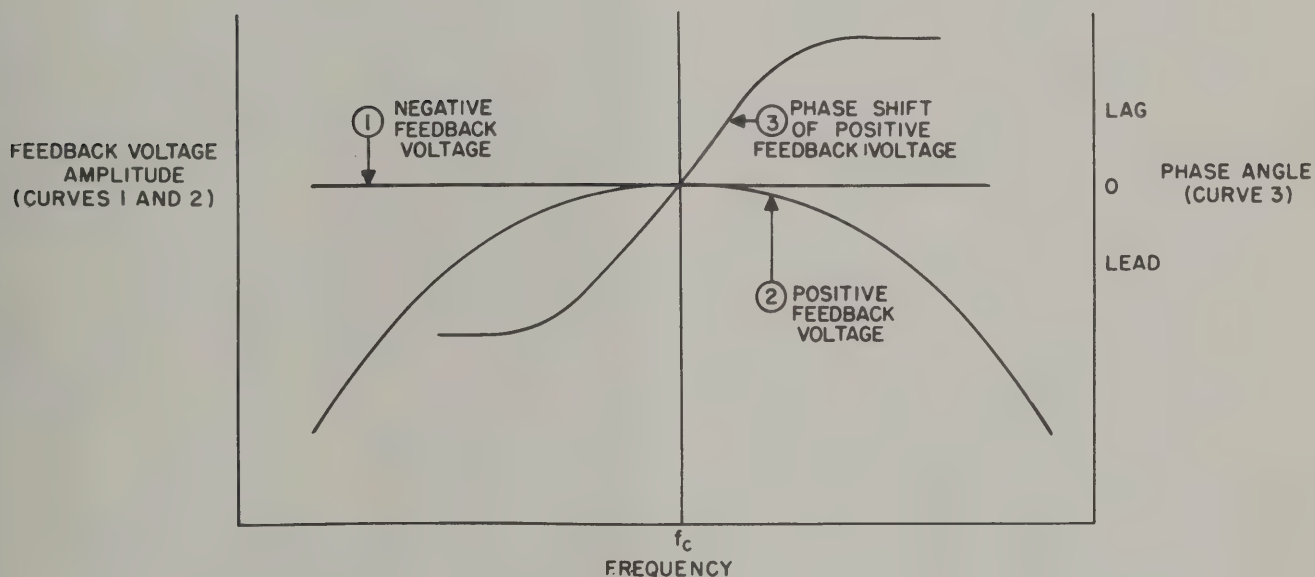 ① NEGATIVE
FEEDBACK
VOLTAGE
③ PHASE SHIFT
OF POSITIVE
FEEDBACK VOLTAGE
FEEDBACK VOLTAGE
AMPLITUDE
(CURVES 1 AND 2)
LAG
O
LEAD
PHASE ANGLE
(CURVE 3)
② POSITIVE
FEEDBACK
VOLTAGE
fc
FREQUENCY